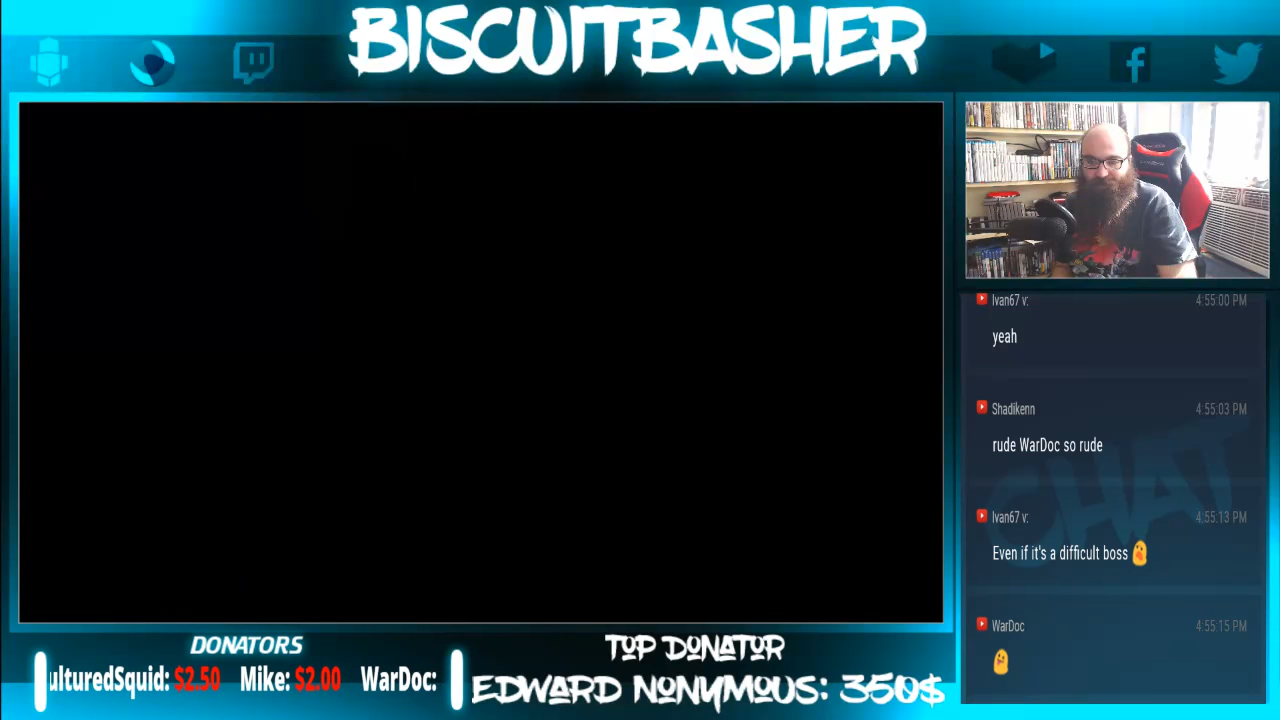 BISCUITBASHER
Ivan67 v: 4:55:00 PM
yeah
Shadikenn 4:55:03 PM
rude WarDoc so rude
CHAT
Ivan67 v: 4:55:13 PM
Even if it's a difficult boss
WarDoc 4:55:15 PM
DONATORS
ulturedSquid: $2.50 Mike: $2.00 WarDoc:
TOP DONATOR
EDWARD NONYMOUS: 350$